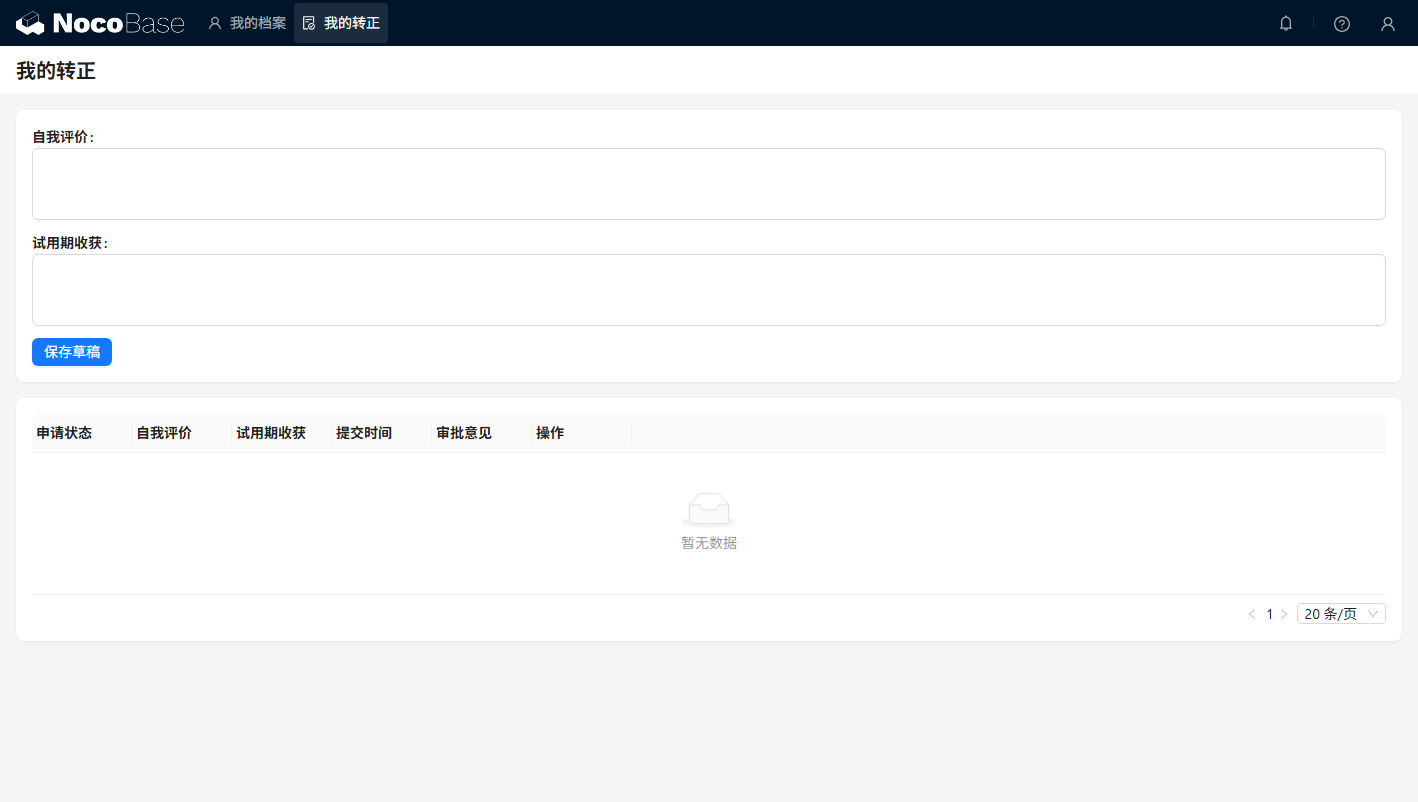 NocoBase 我的档案 我的转正
我的转正
自我评价:
试用期收获:
保存草稿
申请状态 自我评价 试用期收获 提交时间 审批意见 操作
暂无数据
1 20 条/页